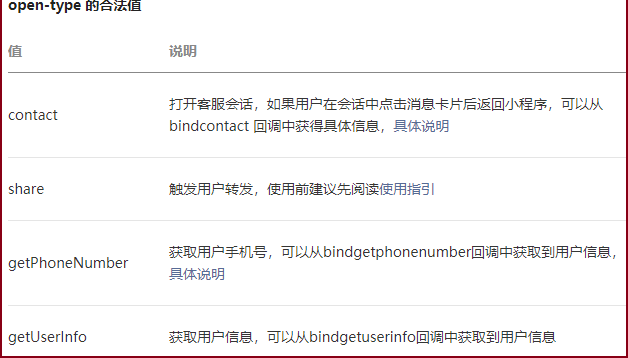 open-type 的合法值
值 说明
contact 打开客服会话，如果用户在会话中点击消息卡片后返回小程序，可以从
bindcontact 回调中获得具体信息，具体说明
share 触发用户转发，使用前建议先阅读使用指引
getPhoneNumber 获取用户手机号，可以从bindgetphonenumber回调中获取到用户信息，
具体说明
getUserInfo 获取用户信息，可以从bindgetuserinfo回调中获取到用户信息